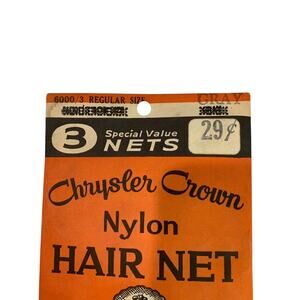 6000/3 REGULAR SIZE GRAY
3 Special Value NETS
29¢
Chrysler Crown
Nylon
HAIR NET